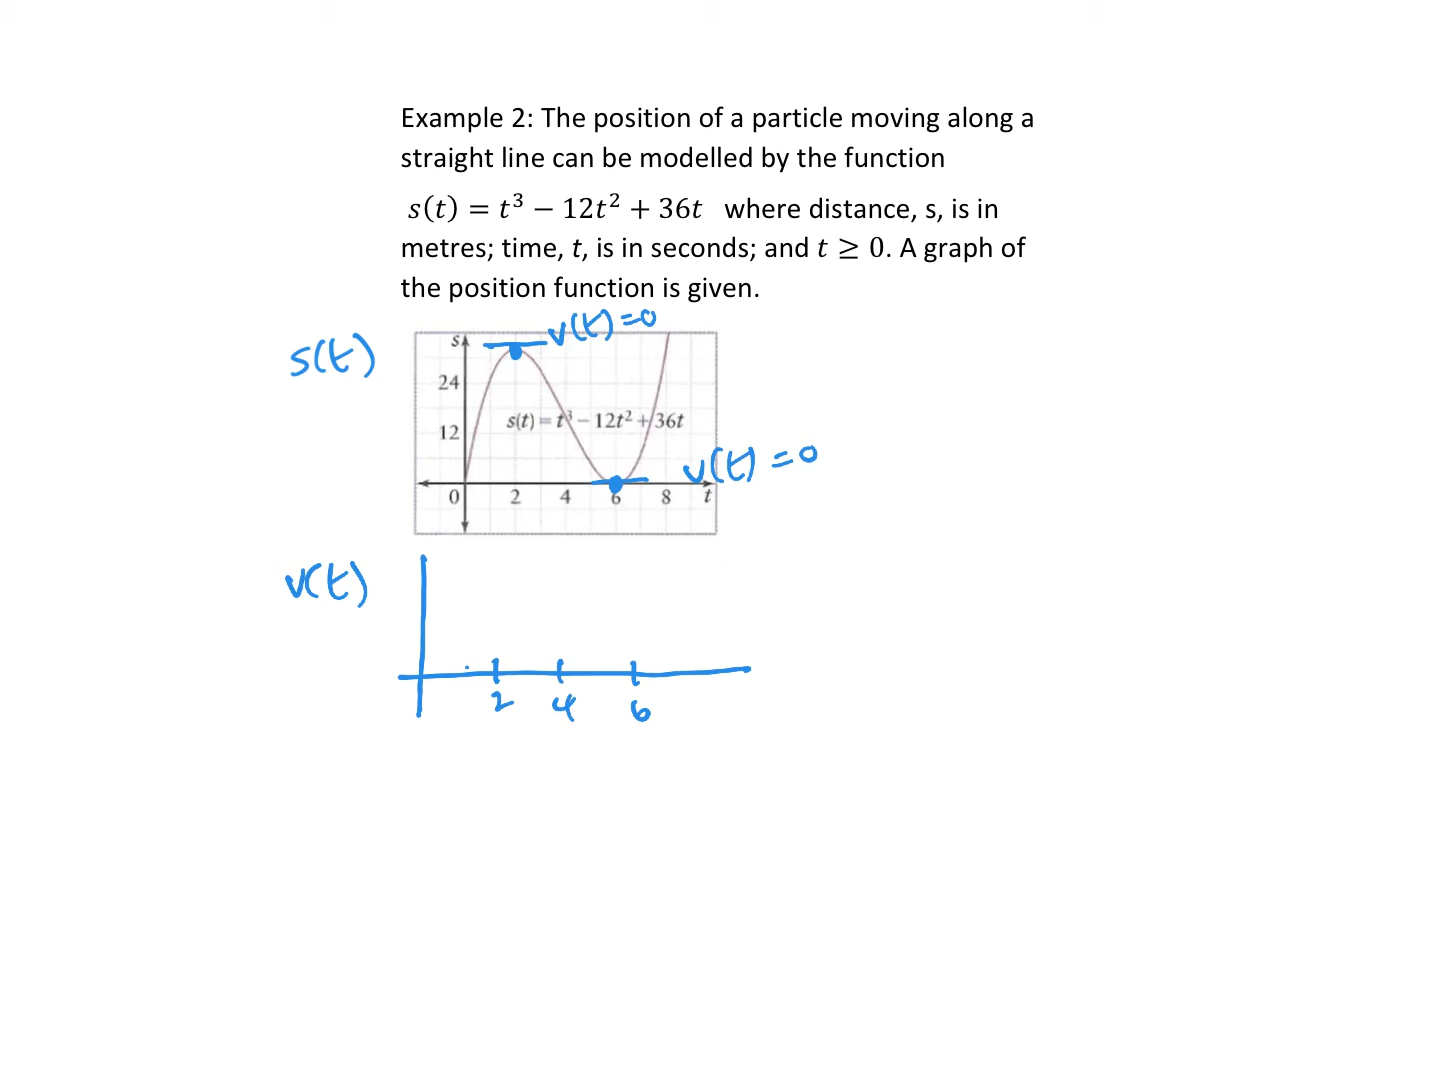 Example 2: The position of a particle moving along a
straight line can be modelled by the function
s(t) = t³ − 12t² + 36t where distance, s, is in
metres; time, t, is in seconds; and t ≥ 0. A graph of
the position function is given.
v(t)=0
s(t)
s
24
s(t) = t³ − 12t² + 36t
12
v(t)=0
0 2 4 6 8 t
v(t)
2 4 6